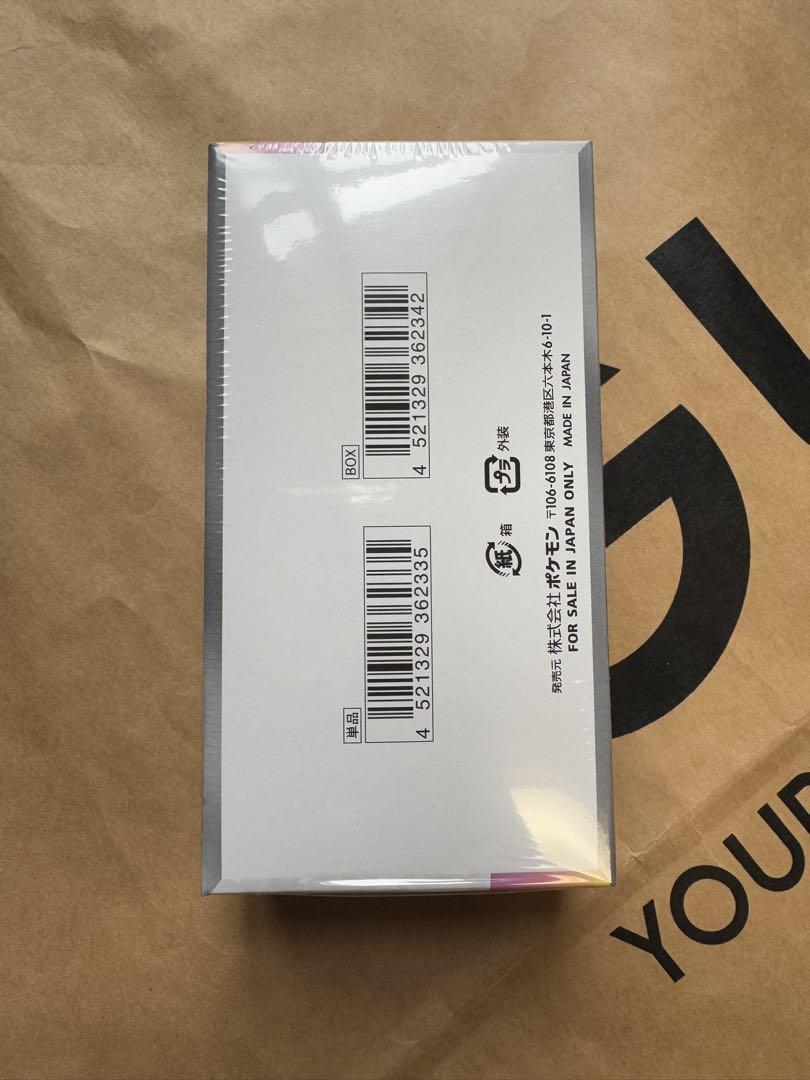 BOX
4 521329 362342
単品
4 521329 362335
紙 箱
プラ 外装
発売元 株式会社ポケモン 〒106-6108 東京都港区六本木6-10-1
FOR SALE IN JAPAN ONLY MADE IN JAPAN
GU
YOUR